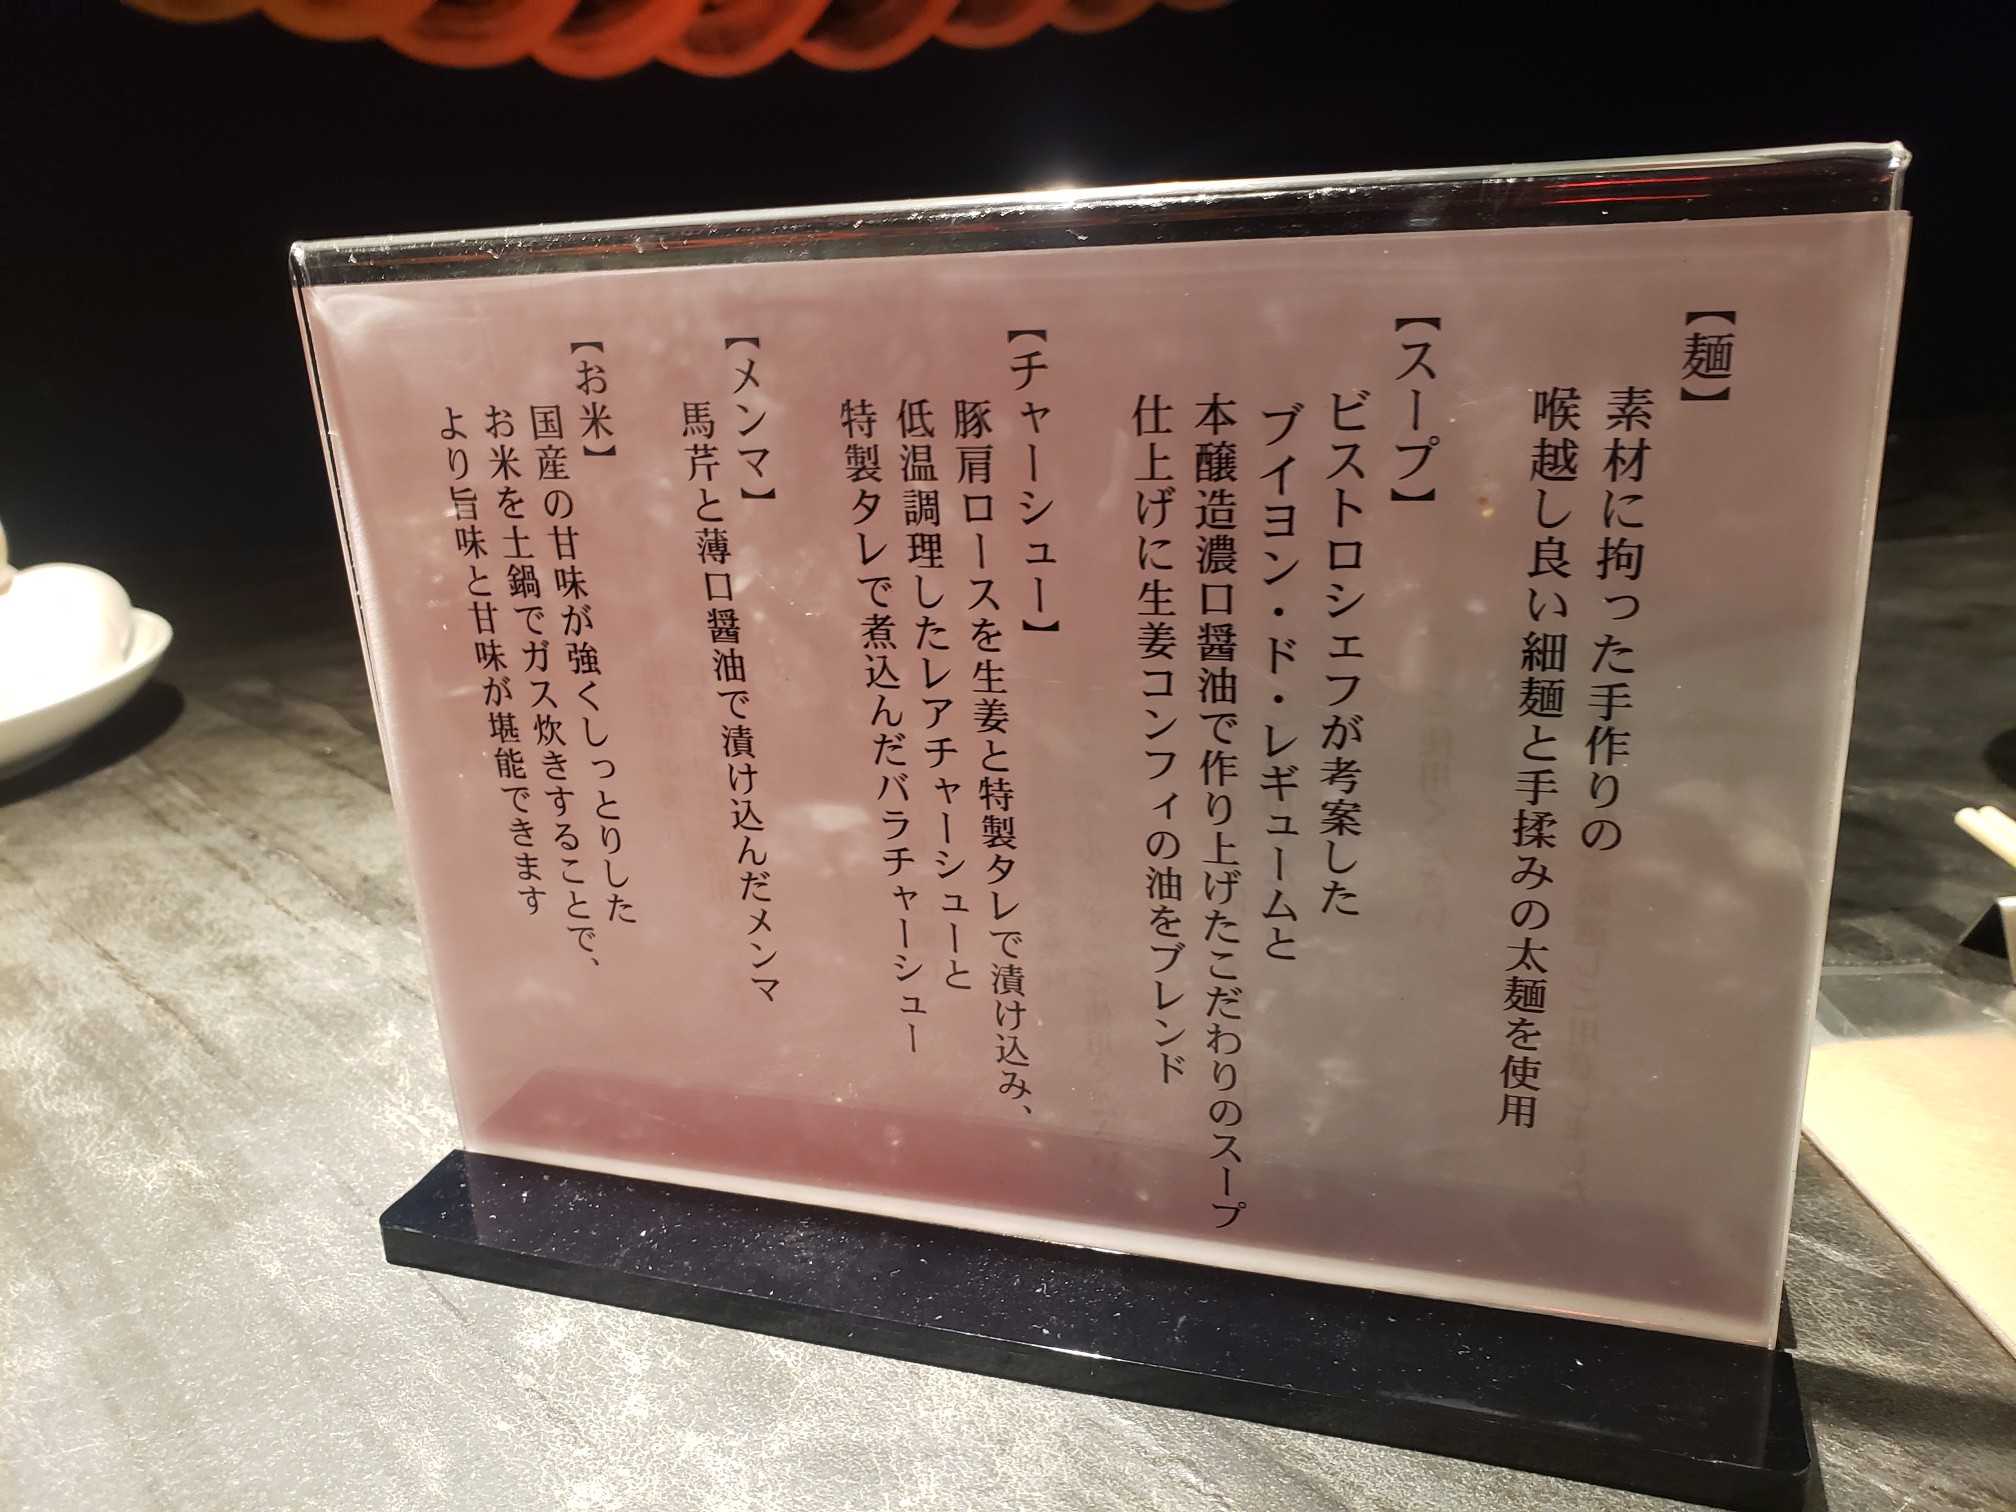 【麺】
素材に拘った手作りの
喉越し良い細麺と手揉みの太麺を使用
【スープ】
ビストロシェフが考案した
ブイヨン・ド・レギュームと
本醸造濃口醤油で作り上げたこだわりのスープ
仕上げに生姜コンフィの油をブレンド
【チャーシュー】
豚肩ロースを生姜と特製タレで漬け込み、
低温調理したレアチャーシューと
特製タレで煮込んだバラチャーシュー
【メンマ】
馬芹と薄口醤油で漬け込んだメンマ
【お米】
国産の甘味が強くしっとりした
お米を土鍋でガス炊きすることで、
より旨味と甘味が堪能できます